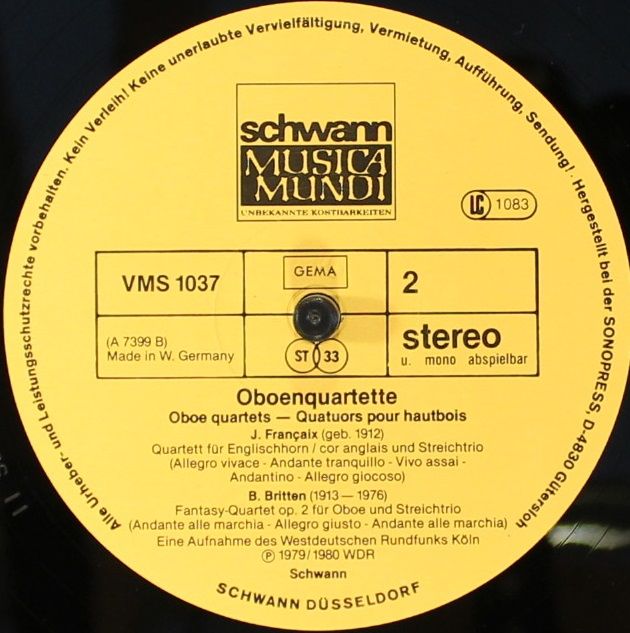 Alle Urheber- und Leistungsschutzrechte vorbehalten. Kein Verleih! Keine unerlaubte Vervielfältigung, Vermietung, Aufführung, Sendung! · Hergestellt bei der SONOPRESS, D-4830 Gütersloh
schwann
MUSICA
MUNDI
UNBEKANNTE KOSTBARKEITEN
LC 1083
VMS 1037
GEMA
2
(A 7399 B)
Made in W. Germany
ST 33
stereo
u. mono abspielbar
Oboenquartette
Oboe quartets — Quatuors pour hautbois
J. Françaix (geb. 1912)
Quartett für Englischhorn / cor anglais und Streichtrio
(Allegro vivace - Andante tranquillo - Vivo assai -
Andantino - Allegro giocoso)
B. Britten (1913 — 1976)
Fantasy-Quartet op. 2 für Oboe und Streichtrio
(Andante alle marchia - Allegro giusto - Andante alle marchia)
Eine Aufnahme des Westdeutschen Rundfunks Köln
℗ 1979/1980 WDR
Schwann
SCHWANN DÜSSELDORF